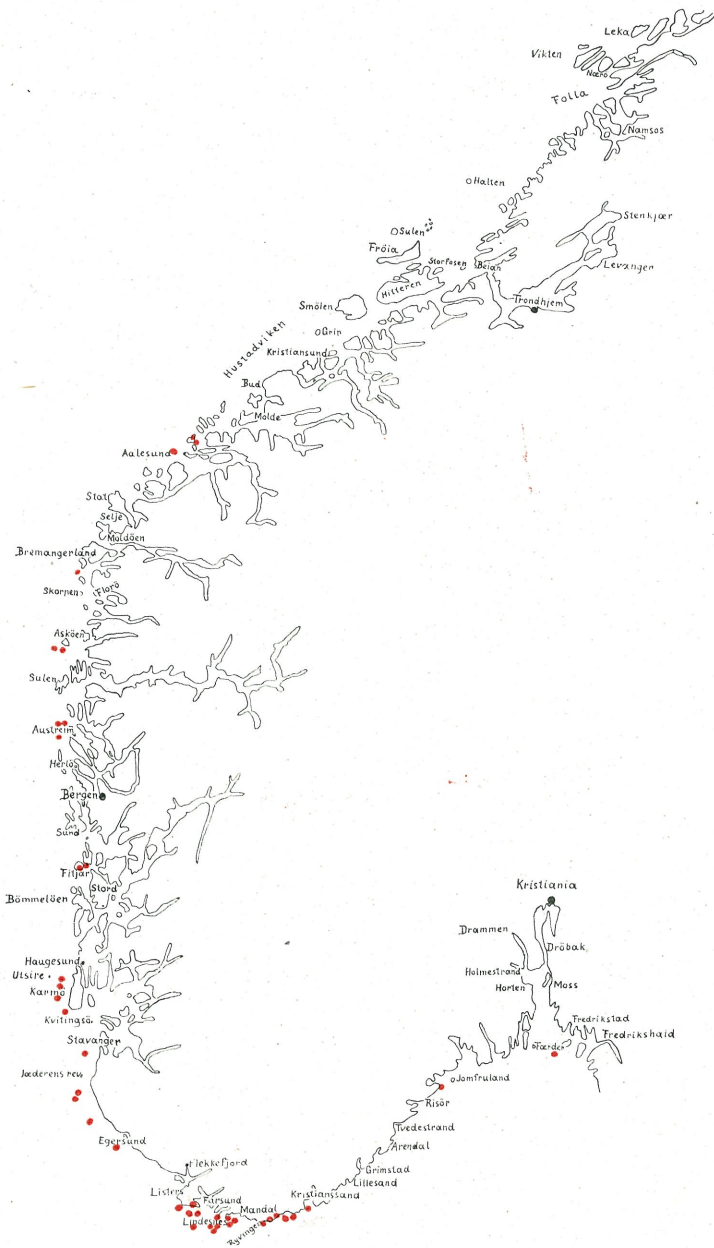 Leka
Vikten
Nærö
Folla
Namsos
Halten
Stenkjær
Sulen
Fröia
Storfosen
Beian
Levanger
Hitteren
Trondhjem
Smölen
Grip
Hustadviken
Kristiansund
Bud
Molde
Aalesund
Stat
Selje
Moldöen
Bremangerland
Skorpen
Florö
Asköen
Sulen
Austreim
Herlö
Bergen
Sund
Fitjar
Stord
Bömmelöen
Kristiania
Drammen
Dröbak
Haugesund
Utsire
Holmestrand
Karmö
Horten
Moss
Kvitingsö
Fredrikstad
Fredrikshald
Stavanger
Færder
Jæderens rev
Jomfruland
Risör
Tvedestrand
Egersund
Arendal
Flekkefjord
Grimstad
Lillesand
Listers
Kristianssand
Farsund
Mandal
Lindesnes
Ryvingen